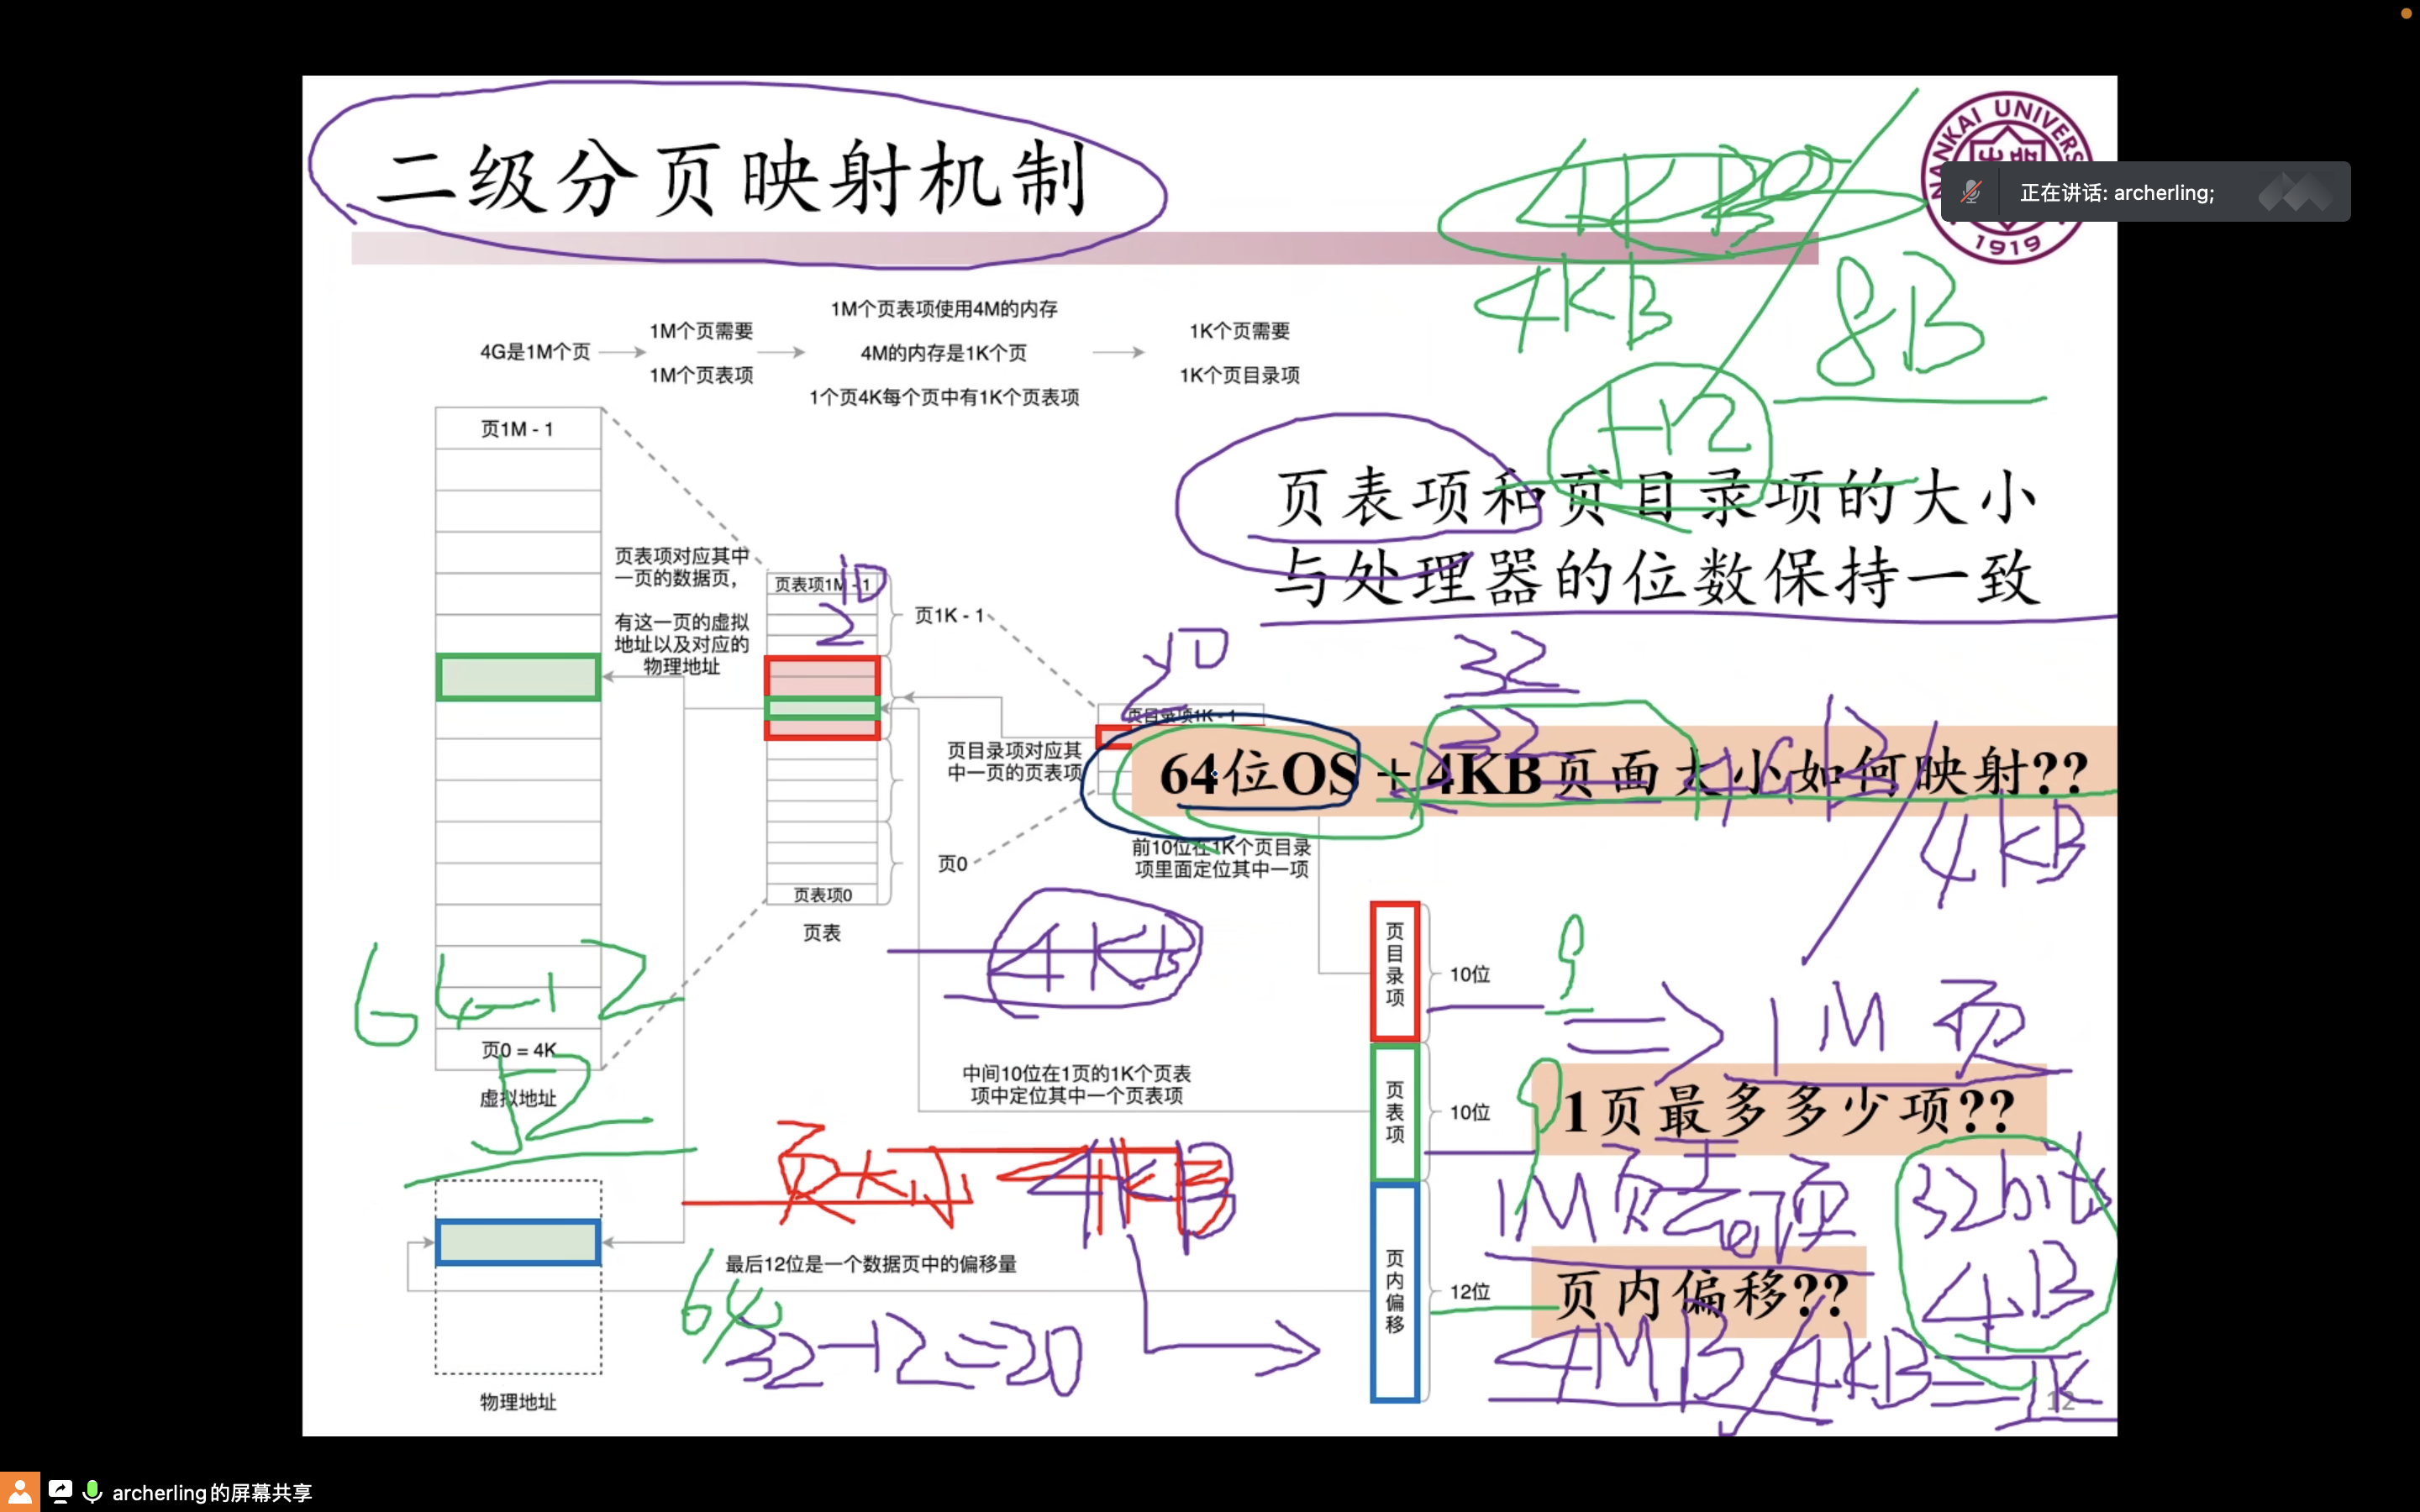 二级分页映射机制
NANKAI UNIVERS
1919
正在讲话: archerling;
4KB
4KB
8B
4G是1M个页
1M个页需要
1M个页表项
1M个页表项使用4M的内存
4M的内存是1K个页
1个页4K每个页中有1K个页表项
1K个页需要
1K个页目录项
页表项和页目录项的大小
与处理器的位数保持一致
页1M - 1
页表项对应其中
一页的数据页，
有这一页的虚拟
地址以及对应的
物理地址
页表项1M - 1
10
2
页1K - 1
10
32
页目录项1K - 1
页目录项对应其
中一页的页表项
64位OS + 4KB页面大小如何映射??
32
4GB
4KB
前10位在1K个页目录
项里面定位其中一项
页0
页表项0
页表
4KB
页目录项
10位
9
1M 页
64-12
页0 = 4K
虚拟地址
52
中间10位在1页的1K个页表
项中定位其中一个页表项
页表项
10位
9
1页最多多少项??
页大小 4KB
1M页表项
32bits
4B
最后12位是一个数据页中的偏移量
页内偏移
12位
页内偏移??
64
32-12=20
4MB/4KB=1K
物理地址
12
archerling的屏幕共享